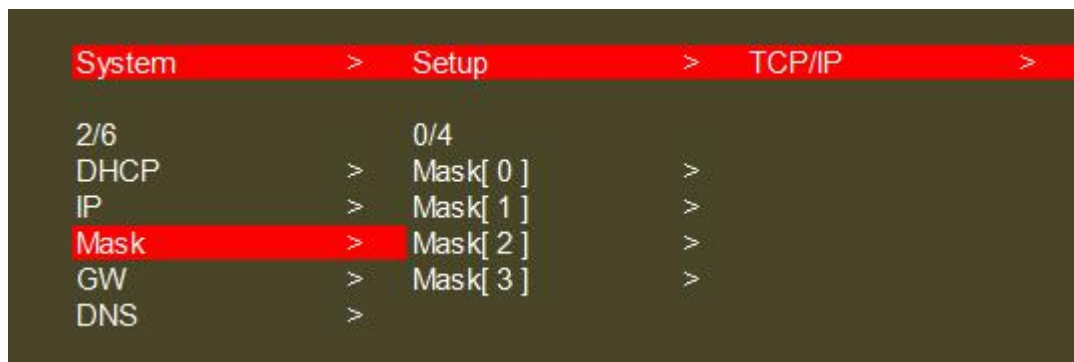 System > Setup > TCP/IP >
2/6 0/4
DHCP > Mask[ 0 ] >
IP > Mask[ 1 ] >
Mask > Mask[ 2 ] >
GW > Mask[ 3 ] >
DNS >